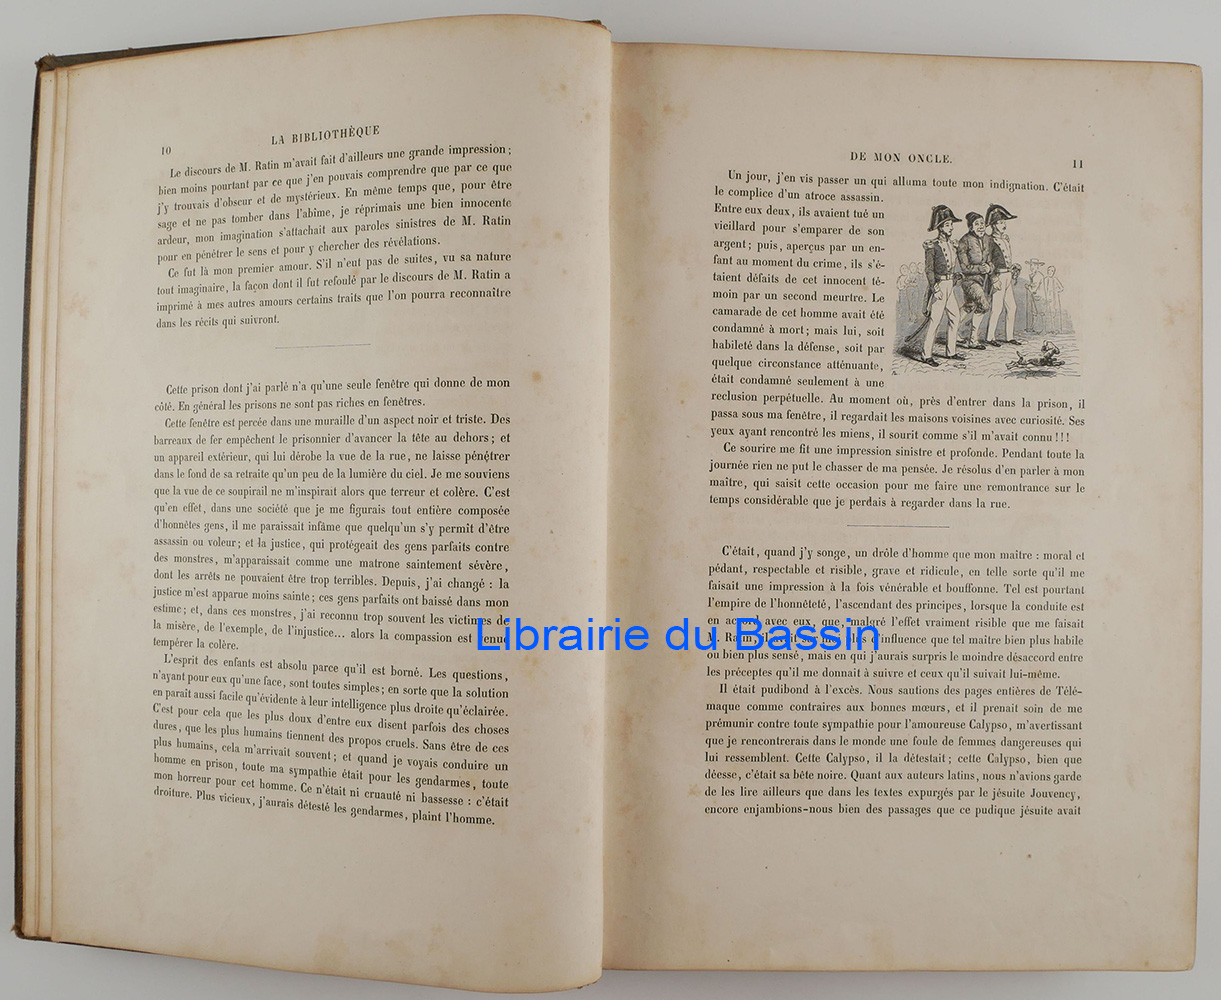 10
LA BIBLIOTHÈQUE
Le discours de M. Ratin m'avait fait d'ailleurs une grande impression;
bien moins pourtant par ce que j'en pouvais comprendre que par ce que
j'y trouvais d'obscur et de mystérieux. En même temps que, pour être
sage et ne pas tomber dans l'abîme, je réprimais une bien innocente
ardeur, mon imagination s'attachait aux paroles sinistres de M. Ratin
pour en pénétrer le sens et pour y chercher des révélations.
Ce fut là mon premier amour. S'il n'eut pas de suites, vu sa nature
tout imaginaire, la façon dont il fut refoulé par le discours de M. Ratin a
imprimé à mes autres amours certains traits que l'on pourra reconnaître
dans les récits qui suivront.
Cette prison dont j'ai parlé n'a qu'une seule fenêtre qui donne de mon
côté. En général les prisons ne sont pas riches en fenêtres.
Cette fenêtre est percée dans une muraille d'un aspect noir et triste. Des
barreaux de fer empêchent le prisonnier d'avancer la tête au dehors; et
un appareil extérieur, qui lui dérobe la vue de la rue, ne laisse pénétrer
dans le fond de sa retraite qu'un peu de la lumière du ciel. Je me souviens
que la vue de ce soupirail ne m'inspirait alors que terreur et colère. C'est
qu'en effet, dans une société que je me figurais tout entière composée
d'honnêtes gens, il me paraissait infâme que quelqu'un s'y permît d'être
assassin ou voleur; et la justice, qui protégeait des gens parfaits contre
des monstres, m'apparaissait comme une matrone saintement sévère,
dont les arrêts ne pouvaient être trop terribles. Depuis, j'ai changé : la
justice m'est apparue moins sainte; ces gens parfaits ont baissé dans mon
estime; et, dans ces monstres, j'ai reconnu trop souvent les victimes de
la misère, de l'exemple, de l'injustice... alors la compassion est venue
tempérer la colère.
L'esprit des enfants est absolu parce qu'il est borné. Les questions,
n'ayant pour eux qu'une face, sont toutes simples; en sorte que la solution
en paraît aussi facile qu'évidente à leur intelligence plus droite qu'éclairée.
C'est pour cela que les plus doux d'entre eux disent parfois des choses
dures, que les plus humains tiennent des propos cruels. Sans être de ces
plus humains, cela m'arrivait souvent; et quand je voyais conduire un
homme en prison, toute ma sympathie était pour les gendarmes, toute
mon horreur pour cet homme. Ce n'était ni cruauté ni bassesse : c'était
droiture. Plus vicieux, j'aurais détesté les gendarmes, plaint l'homme.
DE MON ONCLE.
11
Un jour, j'en vis passer un qui alluma toute mon indignation. C'était
le complice d'un atroce assassin.
Entre eux deux, ils avaient tué un
vieillard pour s'emparer de son
argent; puis, aperçus par un en-
fant au moment du crime, ils s'é-
taient défaits de cet innocent té-
moin par un second meurtre. Le
camarade de cet homme avait été
condamné à mort; mais lui, soit
habileté dans la défense, soit par
quelque circonstance atténuante,
était condamné seulement à une
reclusion perpétuelle. Au moment où, près d'entrer dans la prison, il
passa sous ma fenêtre, il regardait les maisons voisines avec curiosité. Ses
yeux ayant rencontré les miens, il sourit comme s'il m'avait connu!!!
Ce sourire me fit une impression sinistre et profonde. Pendant toute la
journée rien ne put le chasser de ma pensée. Je résolus d'en parler à mon
maître, qui saisit cette occasion pour me faire une remontrance sur le
temps considérable que je perdais à regarder dans la rue.
C'était, quand j'y songe, un drôle d'homme que mon maître : moral et
pédant, respectable et risible, grave et ridicule, en telle sorte qu'il me
faisait une impression à la fois vénérable et bouffonne. Tel est pourtant
l'empire de l'honnêteté, l'ascendant des principes, lorsque la conduite est
en accord avec eux, que, malgré l'effet vraiment risible que me faisait
M. Ratin, il avait sur moi plus d'influence que tel maître bien plus habile
ou bien plus sensé, mais en qui j'aurais surpris le moindre désaccord entre
les préceptes qu'il me donnait à suivre et ceux qu'il suivait lui-même.
Il était pudibond à l'excès. Nous sautions des pages entières de Télé-
maque comme contraires aux bonnes mœurs, et il prenait soin de me
prémunir contre toute sympathie pour l'amoureuse Calypso, m'avertissant
que je rencontrerais dans le monde une foule de femmes dangereuses qui
lui ressemblent. Cette Calypso, il la détestait; cette Calypso, bien que
déesse, c'était sa bête noire. Quant aux auteurs latins, nous n'avions garde
de les lire ailleurs que dans les textes expurgés par le jésuite Jouvency,
encore enjambions-nous bien des passages que ce pudique jésuite avait
Librairie du Bassin